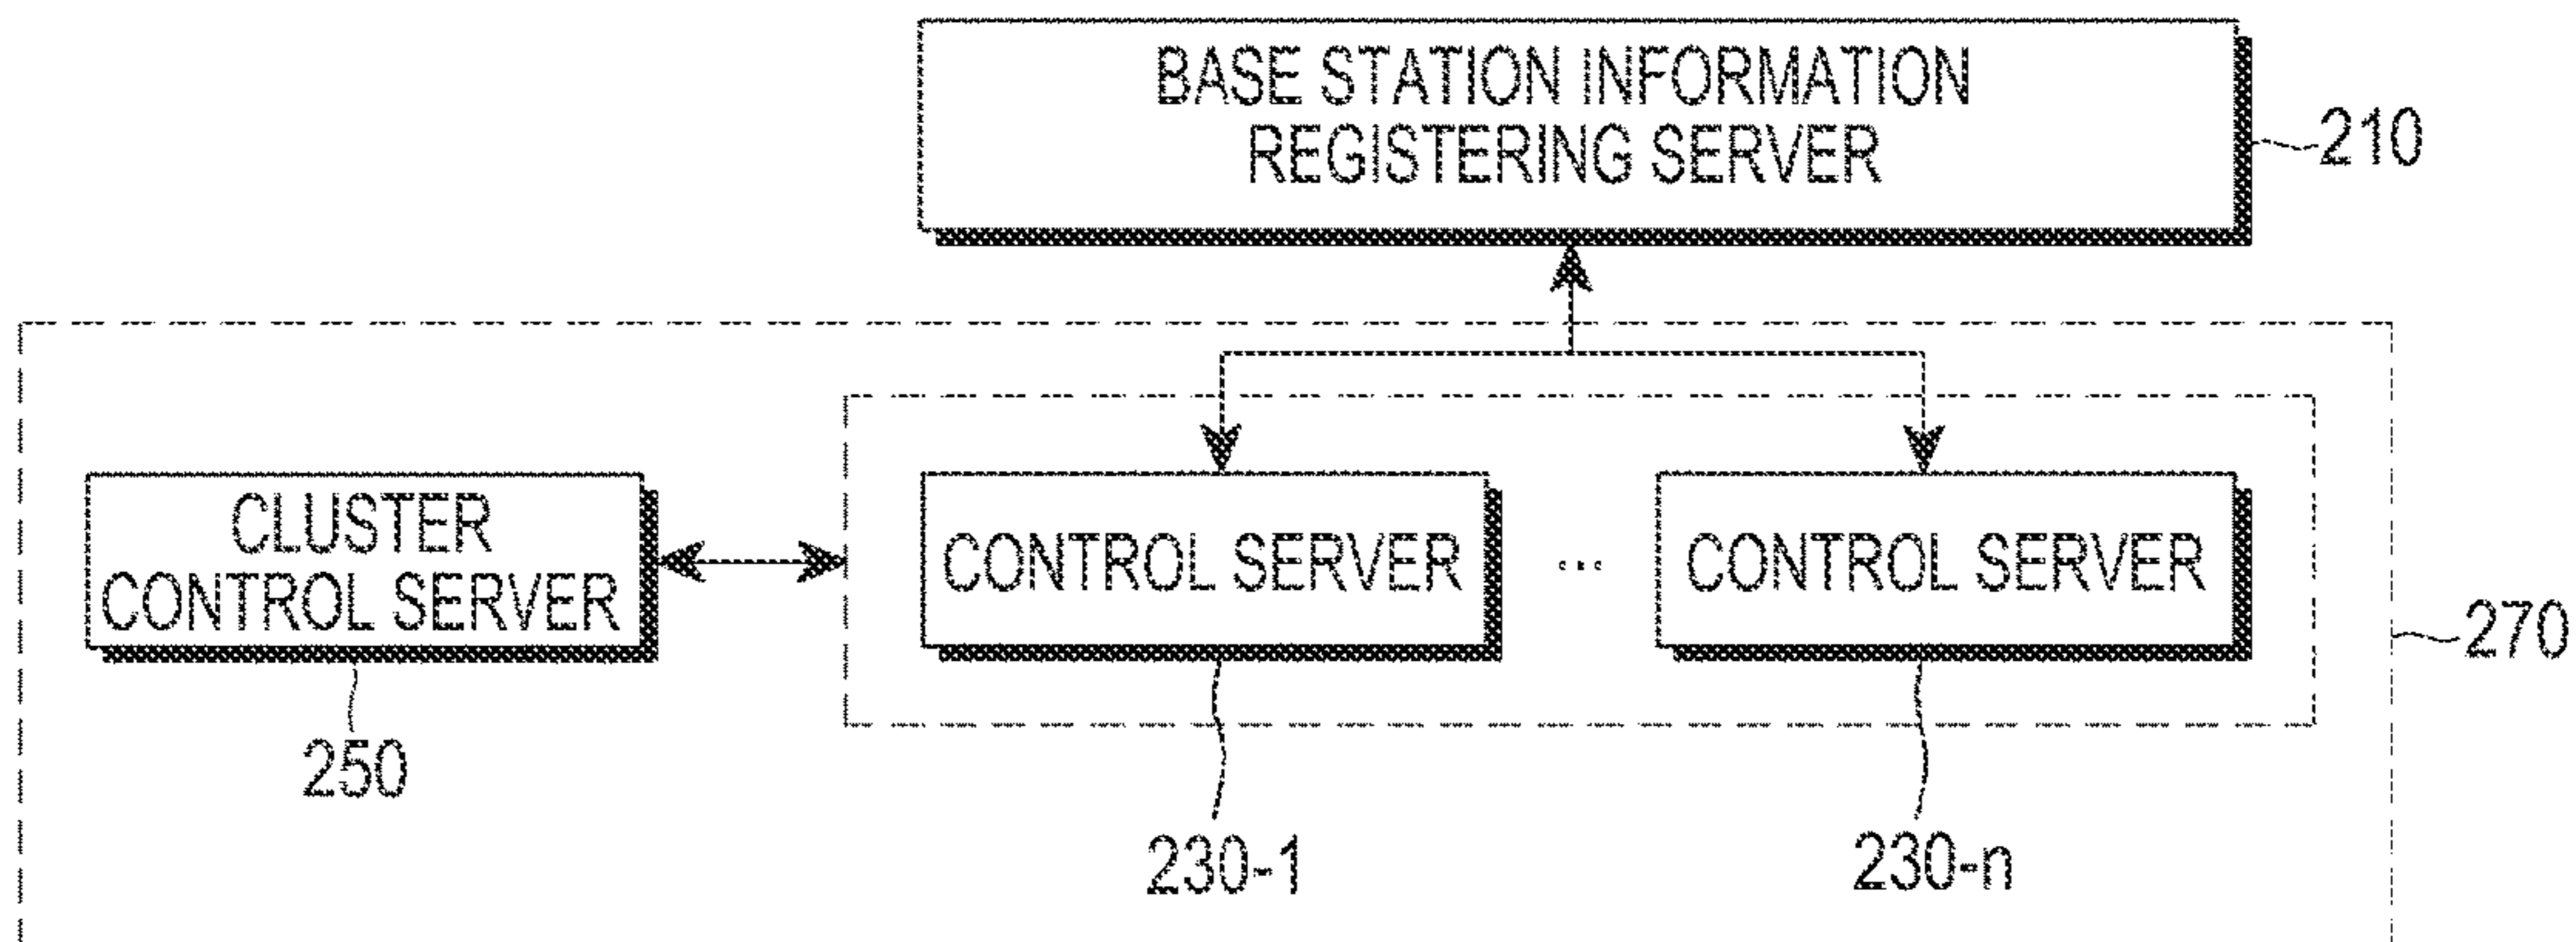 BASE STATION INFORMATION
REGISTERING SERVER
210
CLUSTER
CONTROL SERVER
CONTROL SERVER
...
CONTROL SERVER
270
250
230-1
230-n